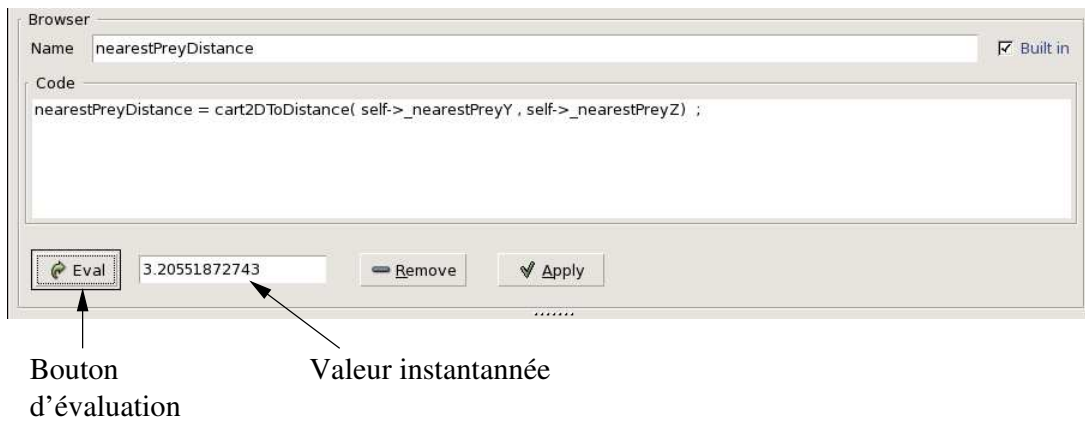 Browser
Name nearestPreyDistance Built in
Code
nearestPreyDistance = cart2DToDistance( self->_nearestPreyY , self->_nearestPreyZ) ;
Eval 3.20551872743 Remove Apply
Bouton Valeur instantannée
d'évaluation